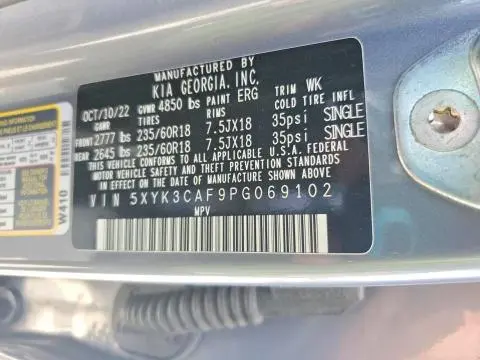 MANUFACTURED BY
KIA GEORGIA, INC.
OCT/10/22 GVWR 4850 lbs PAINT ERG TRIM WK
GAWR TIRES RIMS COLD TIRE INFL
FRONT 2777 lbs 235/60R18 7.5JX18 35psi SINGLE
REAR 2645 lbs 235/60R18 7.5JX18 35psi SINGLE
THIS VEHICLE CONFORMS TO ALL APPLICABLE U.S.A. FEDERAL
MOTOR VEHICLE SAFETY AND THEFT PREVENTION STANDARDS
IN EFFECT ON THE DATE OF MANUFACTURE SHOWN ABOVE.
VIN 5XYK3CAF9PG069102
MPV
W410